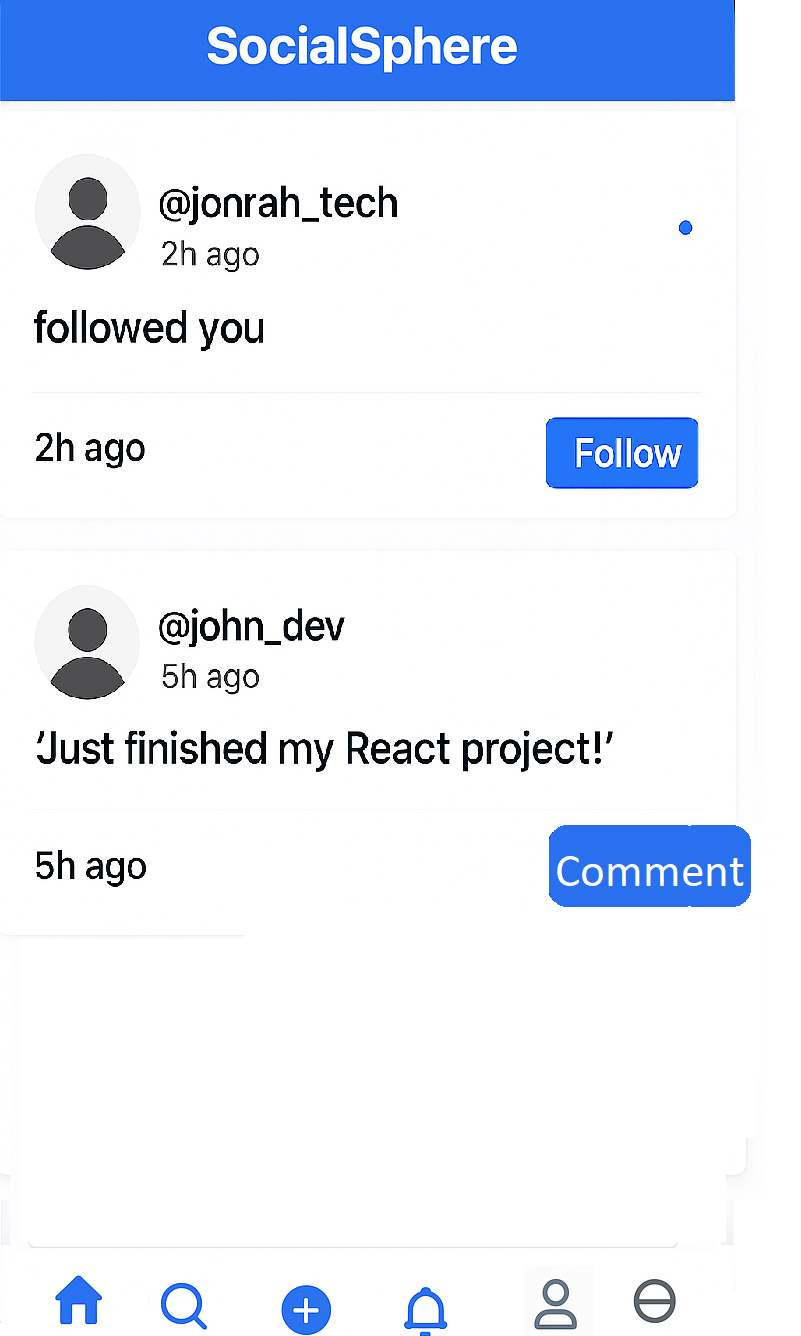 SocialSphere
@jonrah_tech
2h ago
followed you
2h ago
Follow
@john_dev
5h ago
‘Just finished my React project!’
5h ago
Comment